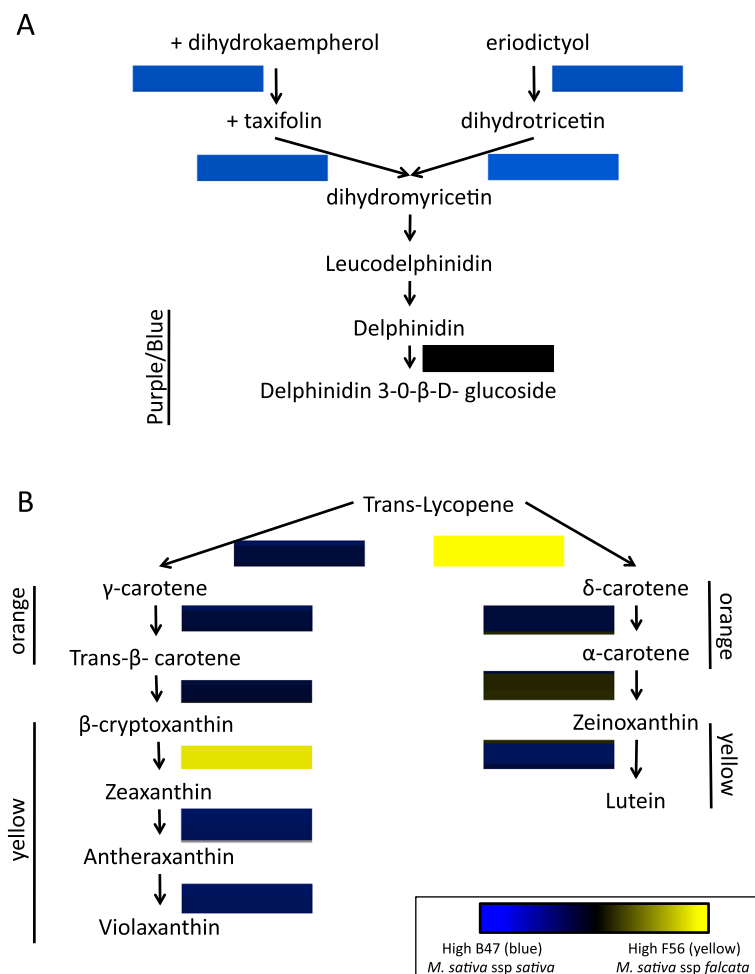 A
+ dihydrokaempherol
eriodictyol
+ taxifolin
dihydrotricetin
dihydromyricetin
Leucodelphinidin
Delphinidin
Delphinidin 3-0-β-D- glucoside
Purple/Blue
B
Trans-Lycopene
γ-carotene
δ-carotene
orange
orange
Trans-β- carotene
α-carotene
β-cryptoxanthin
Zeinoxanthin
yellow
yellow
Zeaxanthin
Lutein
Antheraxanthin
Violaxanthin
High B47 (blue)
M. sativa ssp sativa
High F56 (yellow)
M. sativa ssp falcata